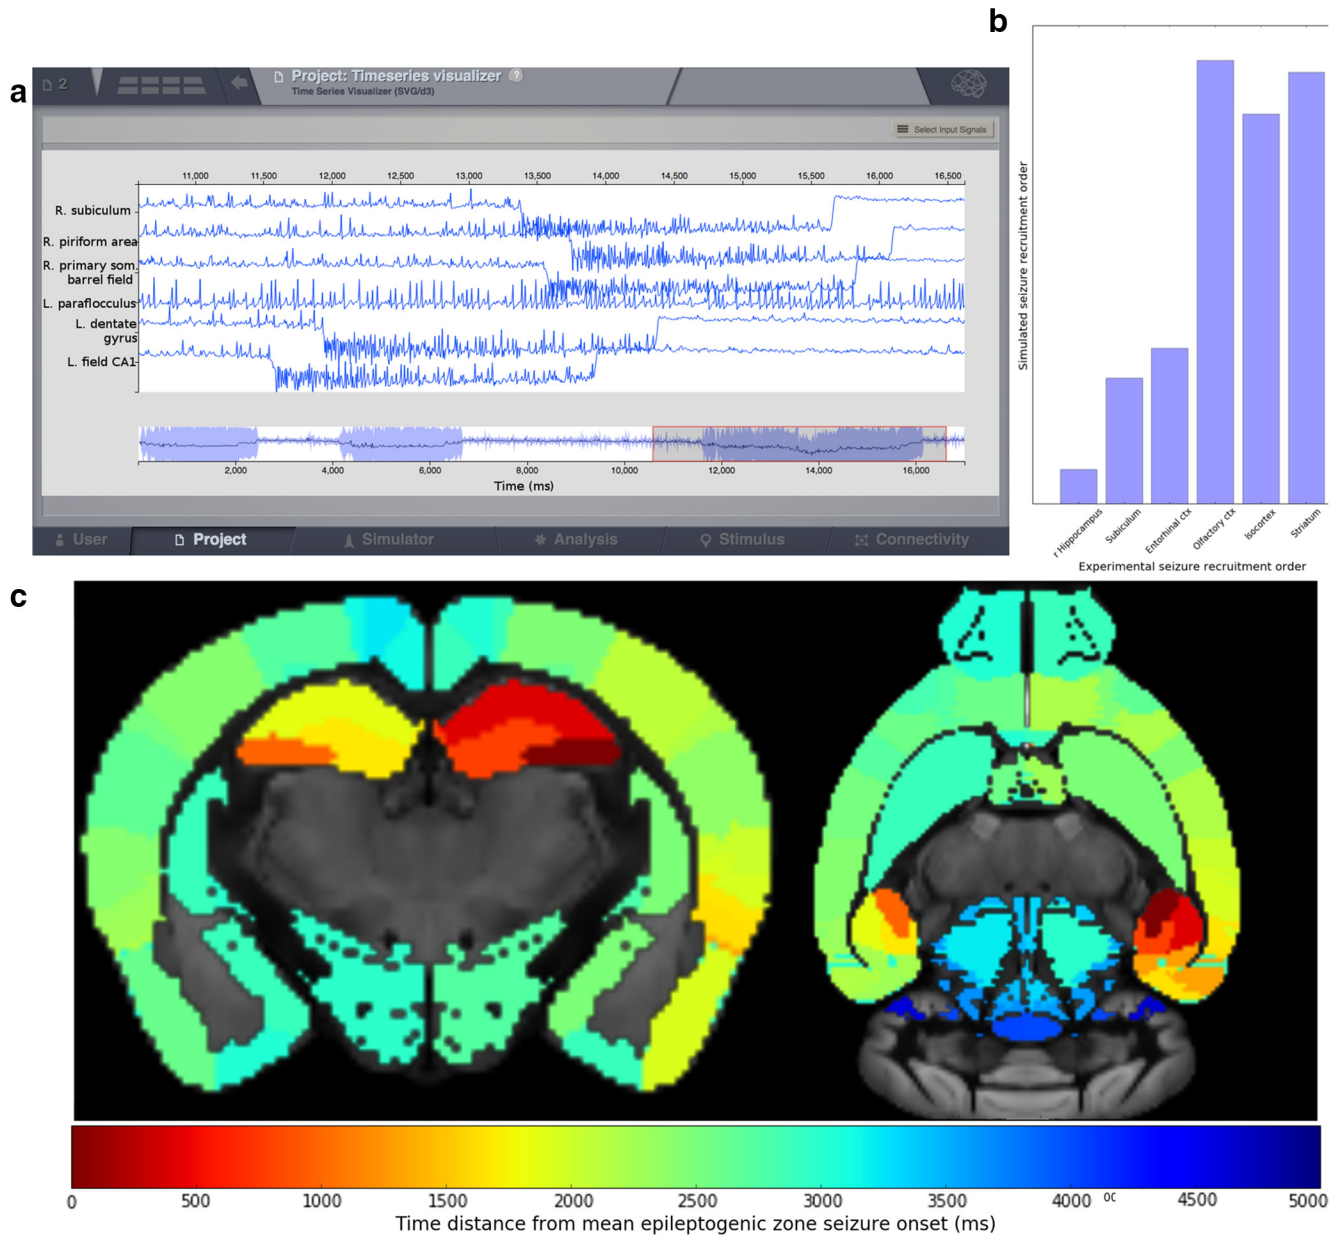 b
a
2
Project: Timeseries visualizer ?
Time Series Visualizer (SVG/d3)
Select Input Signals
11,000 11,500 12,000 12,500 13,000 13,500 14,000 14,500 15,000 15,500 16,000 16,500
R. subiculum
R. piriform area
R. primary som.
barrel field
L. paraflocculus
L. dentate
gyrus
L. field CA1
2,000 4,000 6,000 8,000 10,000 12,000 14,000 16,000
Time (ms)
User Project Simulator Analysis Stimulus Connectivity
Simulated seizure recruitment order
r Hippocampus
Subiculum
Entorhinal ctx
Olfactory ctx
Isocortex
Striatum
Experimental seizure recruitment order
c
0 500 1000 1500 2000 2500 3000 3500 4000 oc 4500 5000
Time distance from mean epileptogenic zone seizure onset (ms)